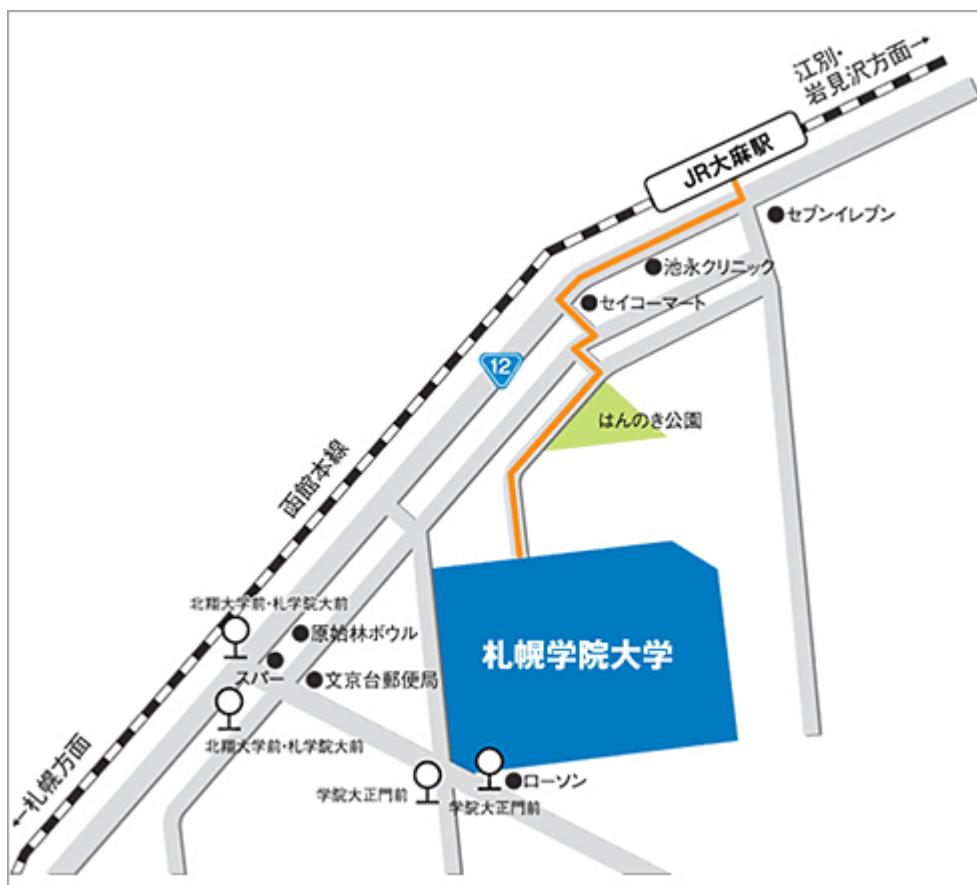 江別・
岩見沢方面→
JR大麻駅
セブンイレブン
池永クリニック
セイコーマート
12
はんのき公園
函館本線
北翔大学前・札学院大前
原始林ボウル
スパー
文京台郵便局
札幌学院大学
北翔大学前・札学院大前
←札幌方面
学院大正門前
ローソン
学院大正門前